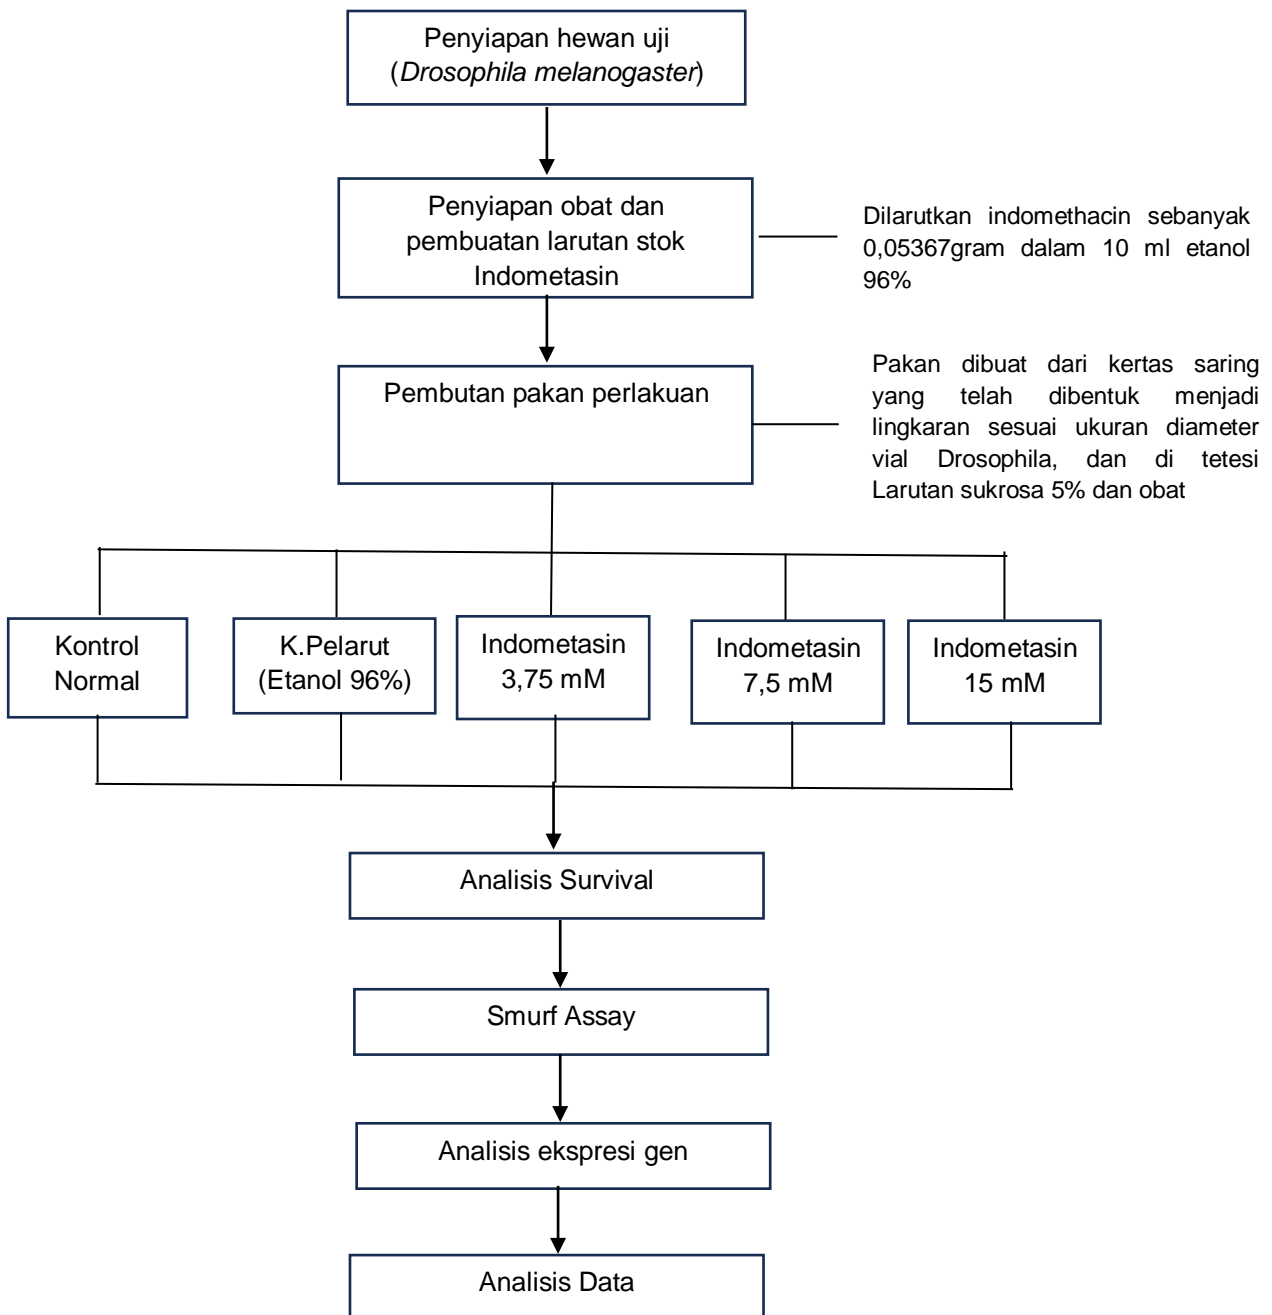 Penyiapan hewan uji
(Drosophila melanogaster)
Penyiapan obat dan
pembuatan larutan stok
Indometasin
Dilarutkan indomethacin sebanyak
0,05367gram dalam 10 ml etanol
96%
Pembutan pakan perlakuan
Pakan dibuat dari kertas saring
yang telah dibentuk menjadi
lingkaran sesuai ukuran diameter
vial Drosophila, dan di tetesi
Larutan sukrosa 5% dan obat
Kontrol
Normal
K.Pelarut
(Etanol 96%)
Indometasin
3,75 mM
Indometasin
7,5 mM
Indometasin
15 mM
Analisis Survival
Smurf Assay
Analisis ekspresi gen
Analisis Data